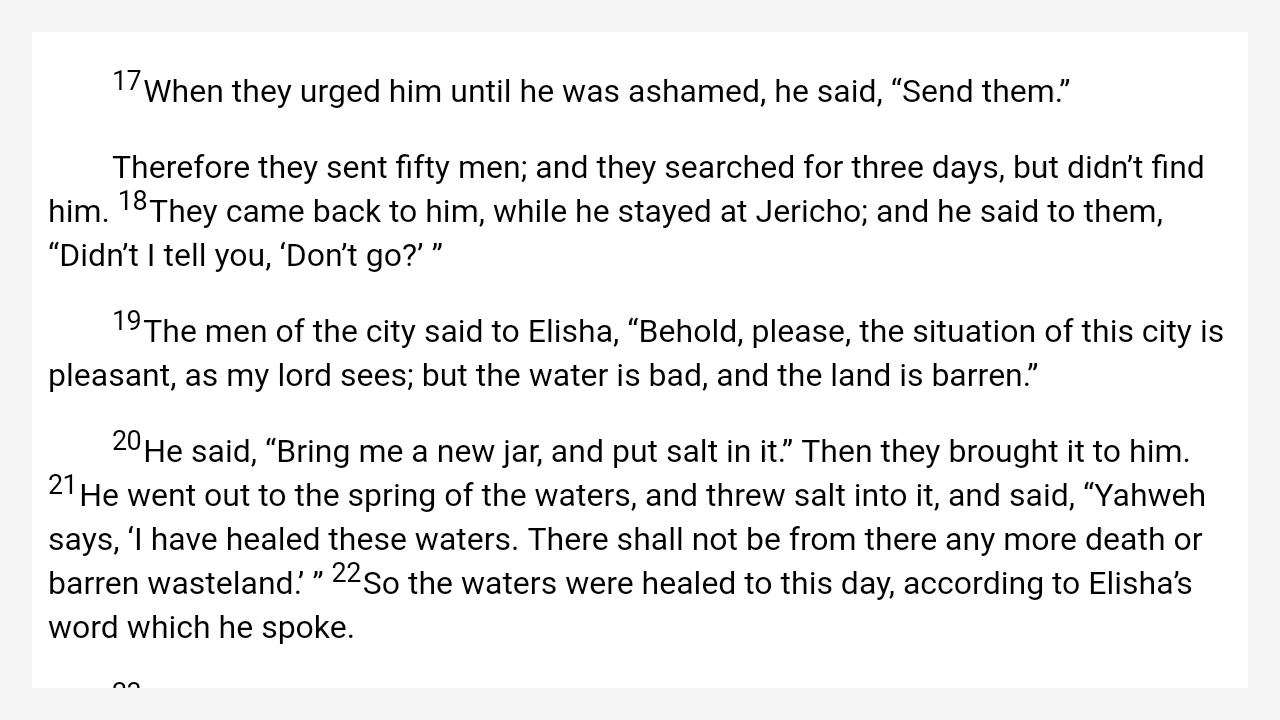 17When they urged him until he was ashamed, he said, “Send them.”
Therefore they sent fifty men; and they searched for three days, but didn’t find
him. 18They came back to him, while he stayed at Jericho; and he said to them,
“Didn’t I tell you, ‘Don’t go?’ ”
19The men of the city said to Elisha, “Behold, please, the situation of this city is
pleasant, as my lord sees; but the water is bad, and the land is barren.”
20He said, “Bring me a new jar, and put salt in it.” Then they brought it to him.
21He went out to the spring of the waters, and threw salt into it, and said, “Yahweh
says, ‘I have healed these waters. There shall not be from there any more death or
barren wasteland.’ ” 22So the waters were healed to this day, according to Elisha’s
word which he spoke.